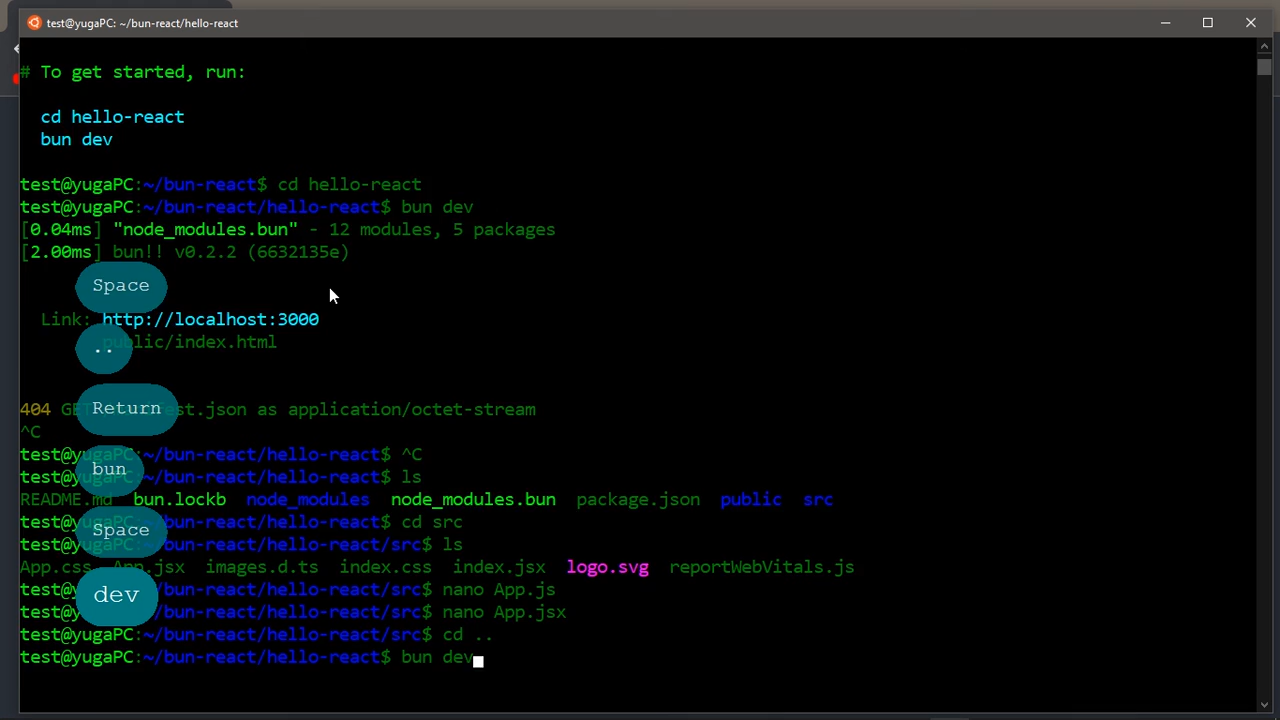 test@yugaPC: ~/bun-react/hello-react
# To get started, run:
cd hello-react
bun dev
test@yugaPC:~/bun-react$ cd hello-react
test@yugaPC:~/bun-react/hello-react$ bun dev
[0.04ms] "node_modules.bun" - 12 modules, 5 packages
[2.00ms] bun!! v0.2.2 (6632135e)
Space
Link: http://localhost:3000
..
public/index.html
Return
404 GET est.json as application/octet-stream
^C
test@yugaPC:~/bun-react/hello-react$ ^C
bun
test@yugaPC:~/bun-react/hello-react$ ls
README.md bun.lockb node_modules node_modules.bun package.json public src
Space
test@yugaPC:~/bun-react/hello-react$ cd src
test@yugaPC:~/bun-react/hello-react/src$ ls
App.css App.jsx images.d.ts index.css index.jsx logo.svg reportWebVitals.js
dev
test@yugaPC:~/bun-react/hello-react/src$ nano App.js
test@yugaPC:~/bun-react/hello-react/src$ nano App.jsx
test@yugaPC:~/bun-react/hello-react/src$ cd ..
test@yugaPC:~/bun-react/hello-react$ bun dev